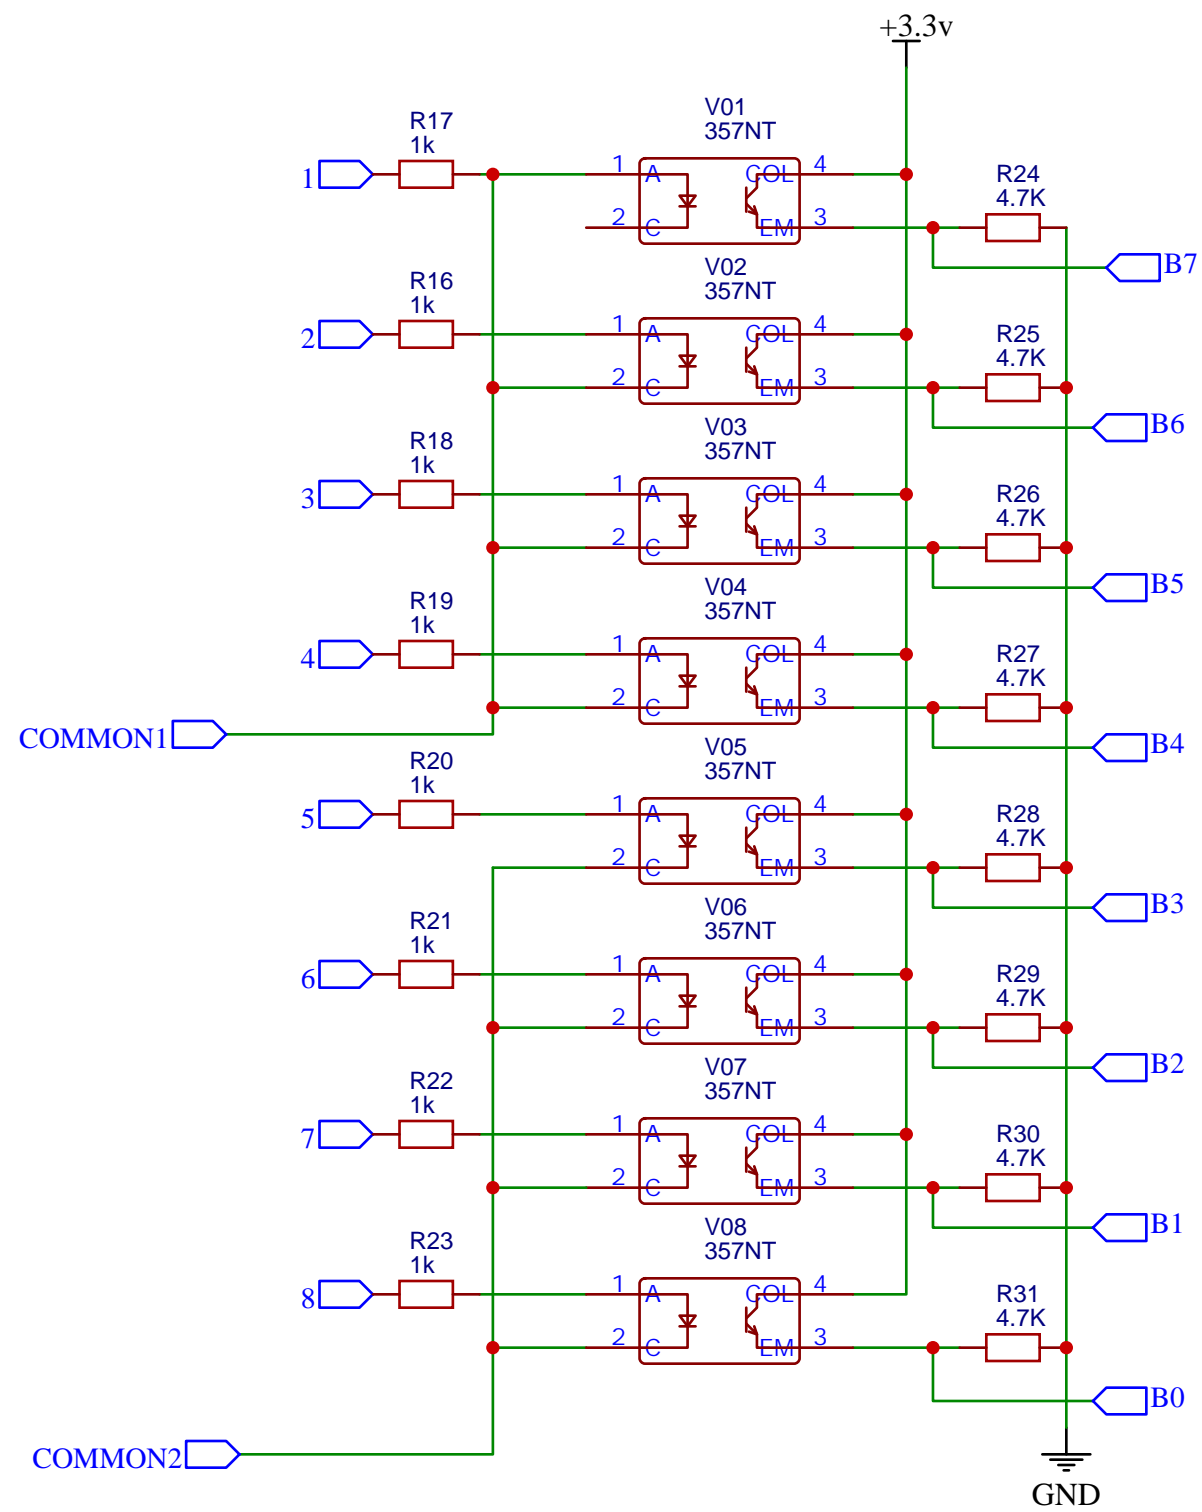 +3.3v
V01
357NT
R17
1k
1
1
A
COL
4
2
C
EM
3
R24
4.7K
B7
V02
357NT
R16
1k
2
1
A
COL
4
2
C
EM
3
R25
4.7K
B6
V03
357NT
R18
1k
3
1
A
COL
4
2
C
EM
3
R26
4.7K
B5
V04
357NT
R19
1k
4
1
A
COL
4
2
C
EM
3
R27
4.7K
B4
COMMON1
V05
357NT
R20
1k
5
1
A
COL
4
2
C
EM
3
R28
4.7K
B3
V06
357NT
R21
1k
6
1
A
COL
4
2
C
EM
3
R29
4.7K
B2
V07
357NT
R22
1k
7
1
A
COL
4
2
C
EM
3
R30
4.7K
B1
V08
357NT
R23
1k
8
1
A
COL
4
2
C
EM
3
R31
4.7K
B0
COMMON2
GND